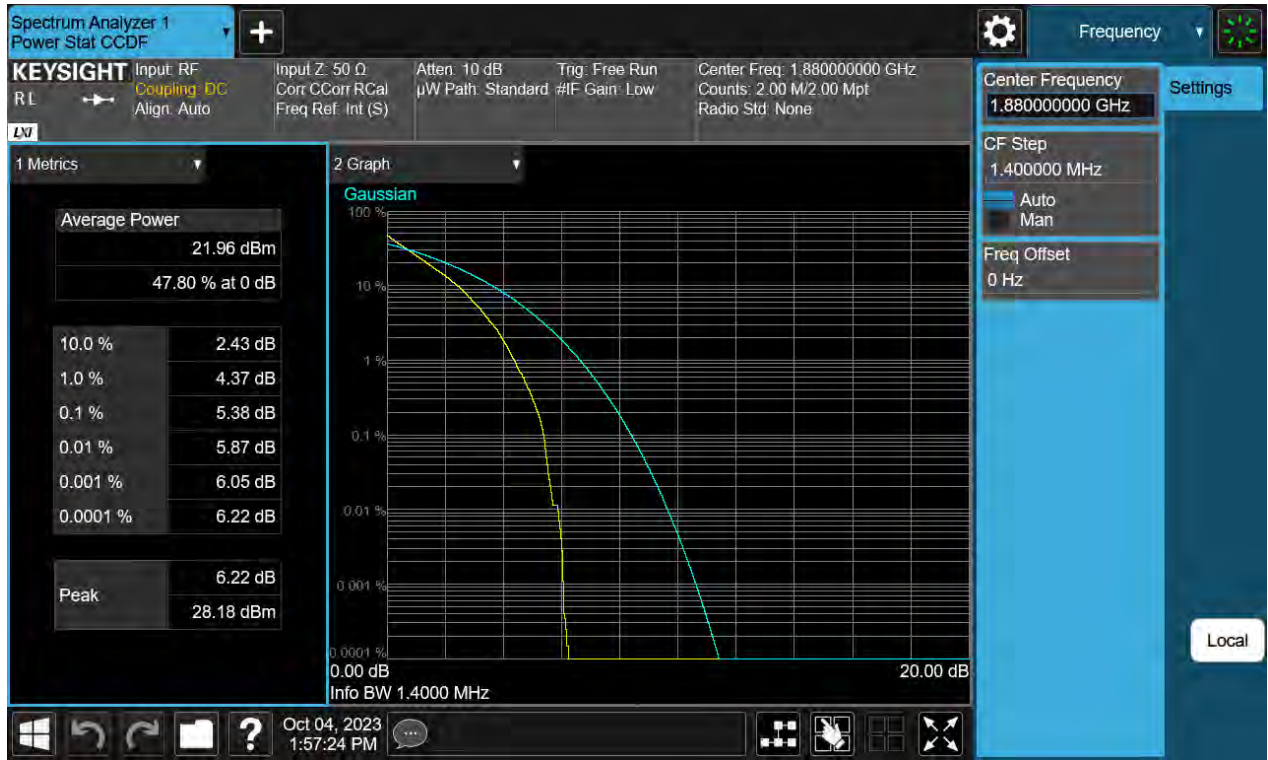 Spectrum Analyzer 1
Power Stat CCDF
+
Frequency
KEYSIGHT
RL
LXI
Input: RF
Coupling: DC
Align: Auto
Input Z: 50 Ω
Corr CCorr RCal
Freq Ref: Int (S)
Atten: 10 dB
µW Path: Standard
Trig: Free Run
#IF Gain: Low
Center Freq: 1.880000000 GHz
Counts: 2.00 M/2.00 Mpt
Radio Std: None
Center Frequency
1.880000000 GHz
Settings
CF Step
1.400000 MHz
Auto
Man
Freq Offset
0 Hz
1 Metrics
Average Power
21.96 dBm
47.80 % at 0 dB
10.0 % 2.43 dB
1.0 % 4.37 dB
0.1 % 5.38 dB
0.01 % 5.87 dB
0.001 % 6.05 dB
0.0001 % 6.22 dB
Peak
6.22 dB
28.18 dBm
2 Graph
Gaussian
100 %
10 %
1 %
0.1 %
0.01 %
0.001 %
0.0001 %
0.00 dB 20.00 dB
Info BW 1.4000 MHz
Local
?
Oct 04, 2023
1:57:24 PM